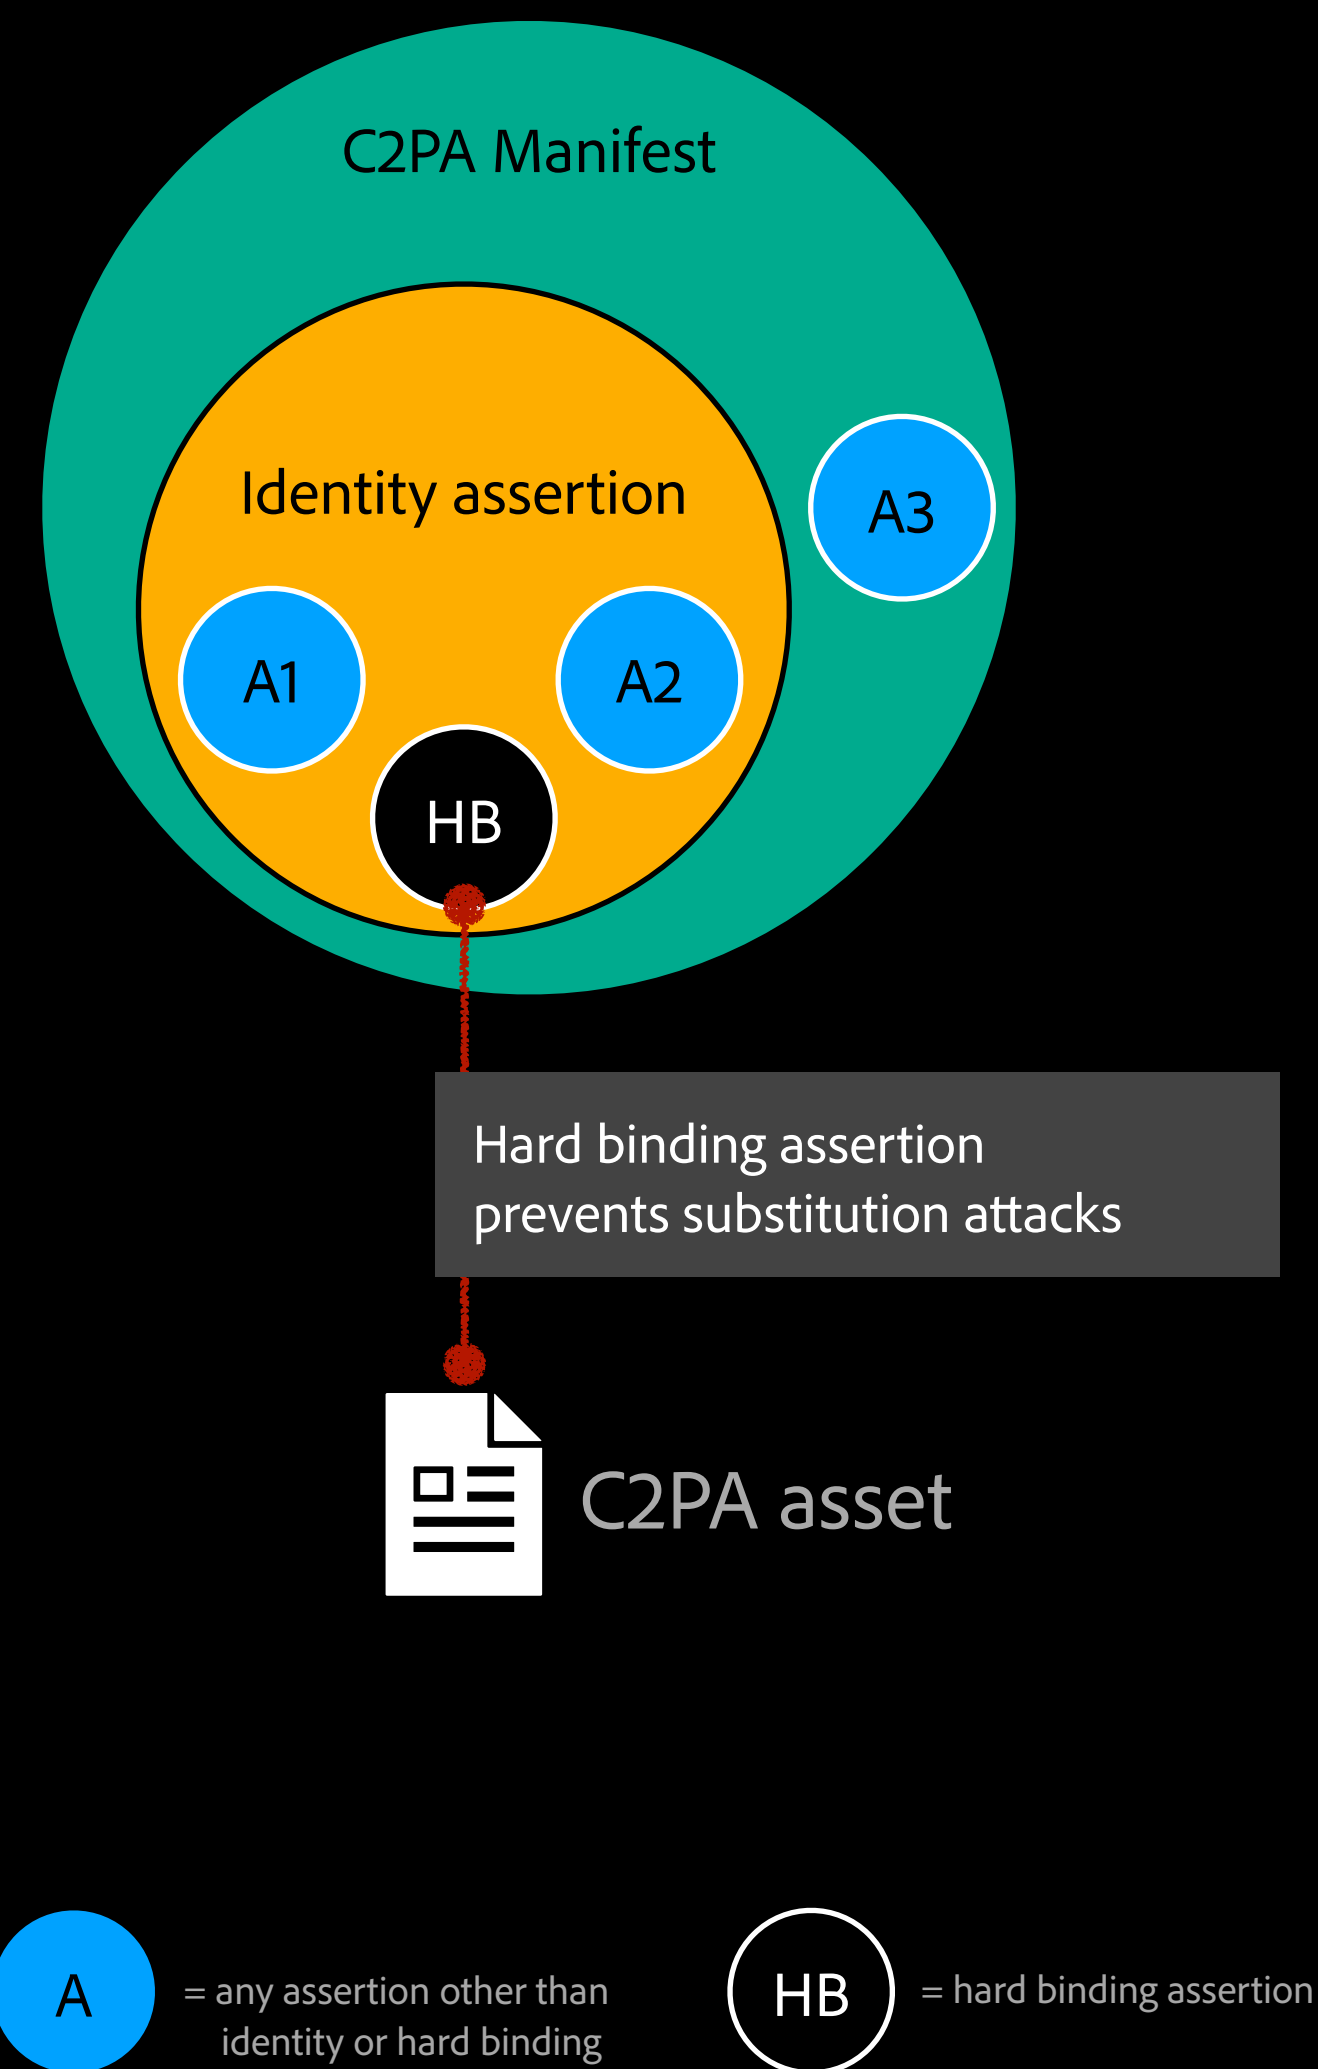 C2PA Manifest
Identity assertion
A3
A1
A2
HB
Hard binding assertion
prevents substitution attacks
C2PA asset
A
= any assertion other than
identity or hard binding
HB
= hard binding assertion